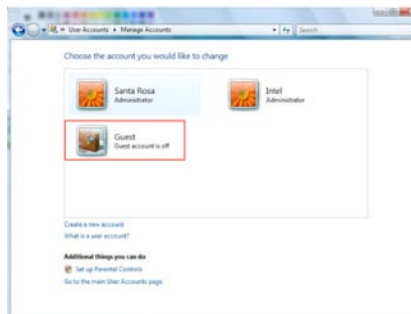 User Accounts ▸ Manage Accounts
Search
Choose the account you would like to change
Santa Rosa
Administrator
Intel
Administrator
Guest
Guest account is off
Create a new account
What is a user account?
Additional things you can do
Set up Parental Controls
Go to the main User Accounts page